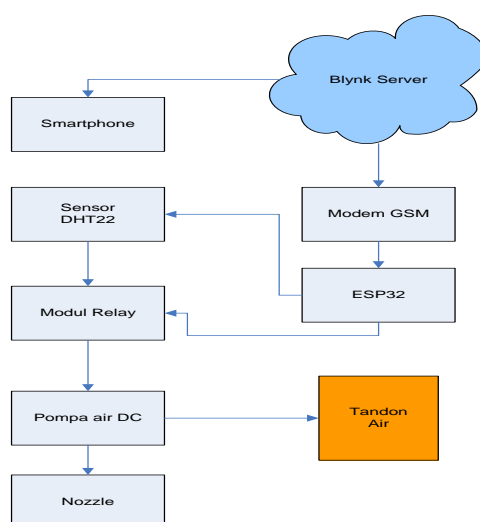 Blynk Server
Smartphone
Sensor
DHT22
Modem GSM
ESP32
Modul Relay
Pompa air DC
Tandon
Air
Nozzle